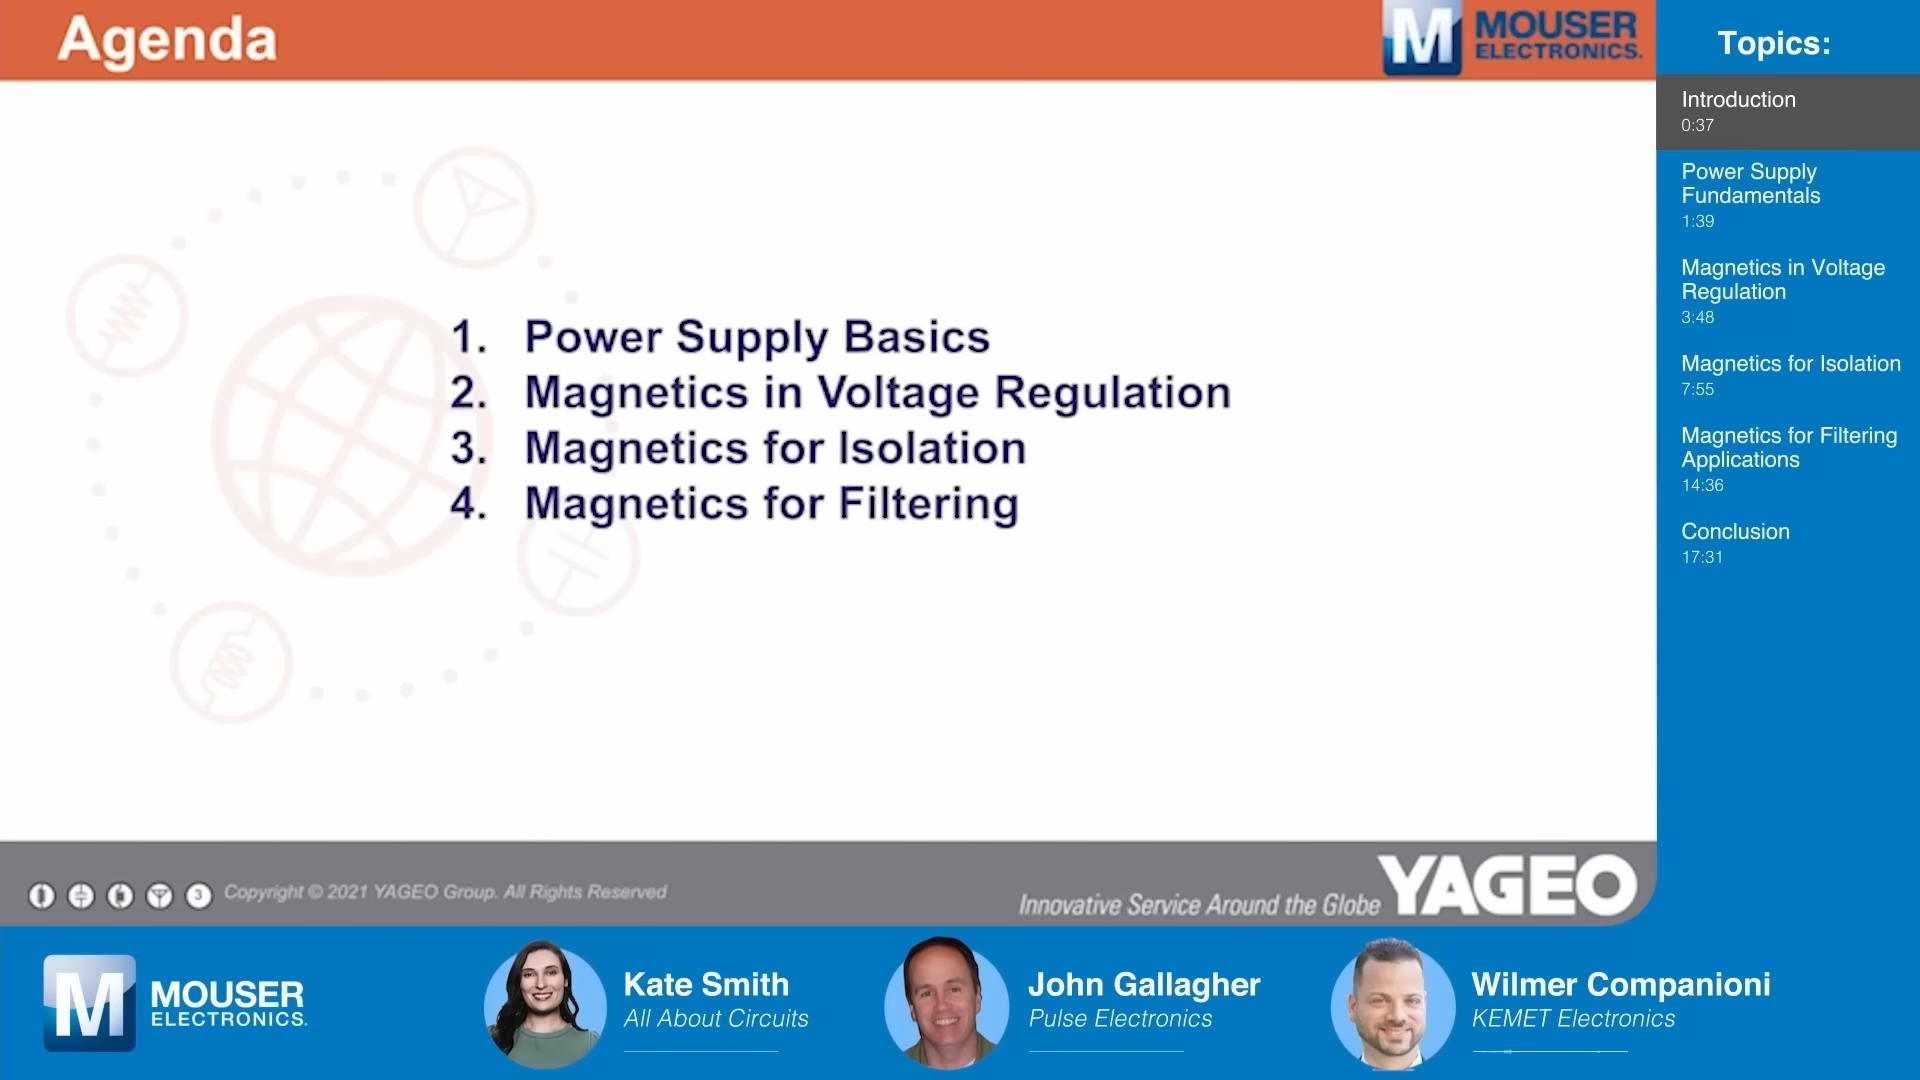 Agenda
M MOUSER
ELECTRONICS.
1. Power Supply Basics
2. Magnetics in Voltage Regulation
3. Magnetics for Isolation
4. Magnetics for Filtering
3 Copyright © 2021 YAGEO Group. All Rights Reserved
Innovative Service Around the Globe YAGEO
Topics:
Introduction
0:37
Power Supply
Fundamentals
1:39
Magnetics in Voltage
Regulation
3:48
Magnetics for Isolation
7:55
Magnetics for Filtering
Applications
14:36
Conclusion
17:31
M MOUSER
ELECTRONICS.
Kate Smith
All About Circuits
John Gallagher
Pulse Electronics
Wilmer Companioni
KEMET Electronics